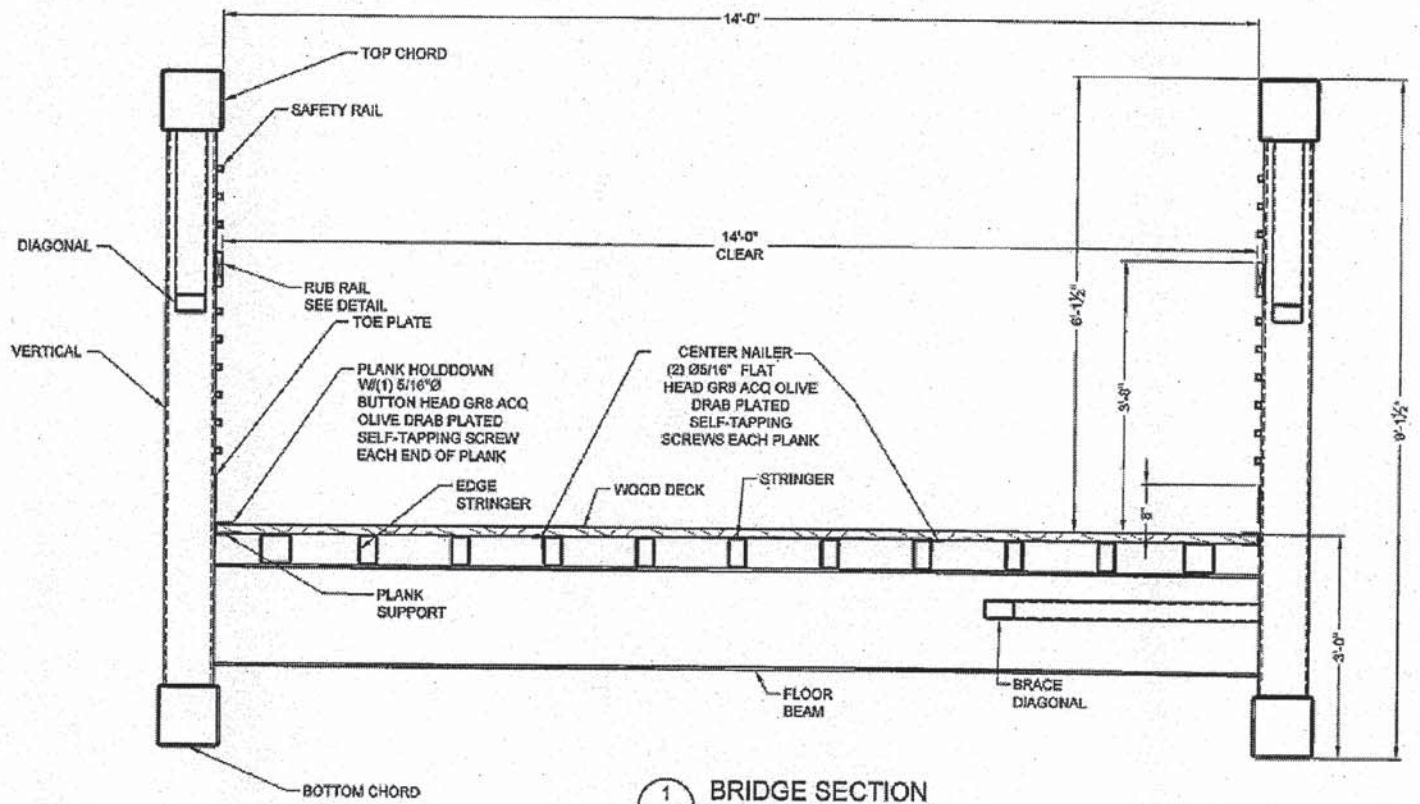 14'-0"
TOP CHORD
SAFETY RAIL
14'-0"
CLEAR
DIAGONAL
RUB RAIL
SEE DETAIL
TOE PLATE
VERTICAL
PLANK HOLDDOWN
W/(1) 5/16"Ø
BUTTON HEAD GR8 ACQ
OLIVE DRAB PLATED
SELF-TAPPING SCREW
EACH END OF PLANK
CENTER NAILER
(2) Ø5/16" FLAT
HEAD GR8 ACQ OLIVE
DRAB PLATED
SELF-TAPPING
SCREWS EACH PLANK
6'-1½"
9'-1½"
EDGE
STRINGER
WOOD DECK
STRINGER
PLANK
SUPPORT
3'-0"
FLOOR
BEAM
BRACE
DIAGONAL
BOTTOM CHORD
1
BRIDGE SECTION